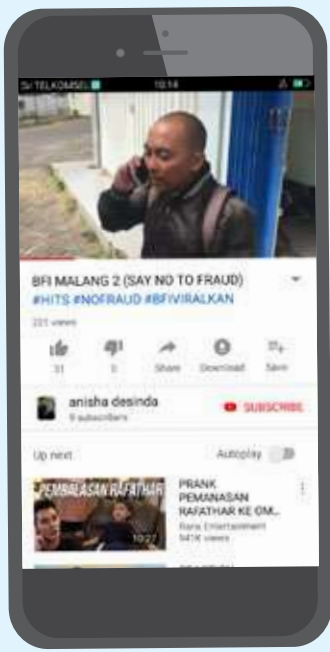 TELKOMSEL
10:14
BFI MALANG 2 (SAY NO TO FRAUD)
#HITS #NOFRAUD #BFIVIRALKAN
views
31
0
Share
Download
Save
anisha desinda
9 subscribers
SUBSCRIBE
Up next
Autoplay
PEMBALASAN RAFATHAR
10:27
PRANK
PEMANASAN
RAFATHAR KE OM...
Rans Entertainment
views